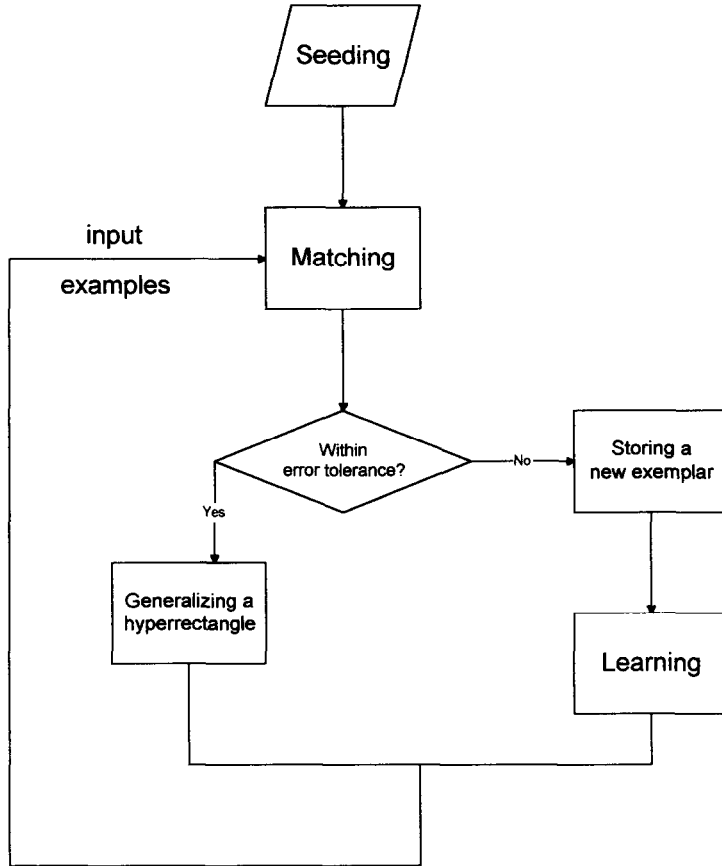 Seeding
input
examples
Matching
Within
error tolerance?
No
Storing a
new exemplar
Yes
Generalizing a
hyperrectangle
Learning